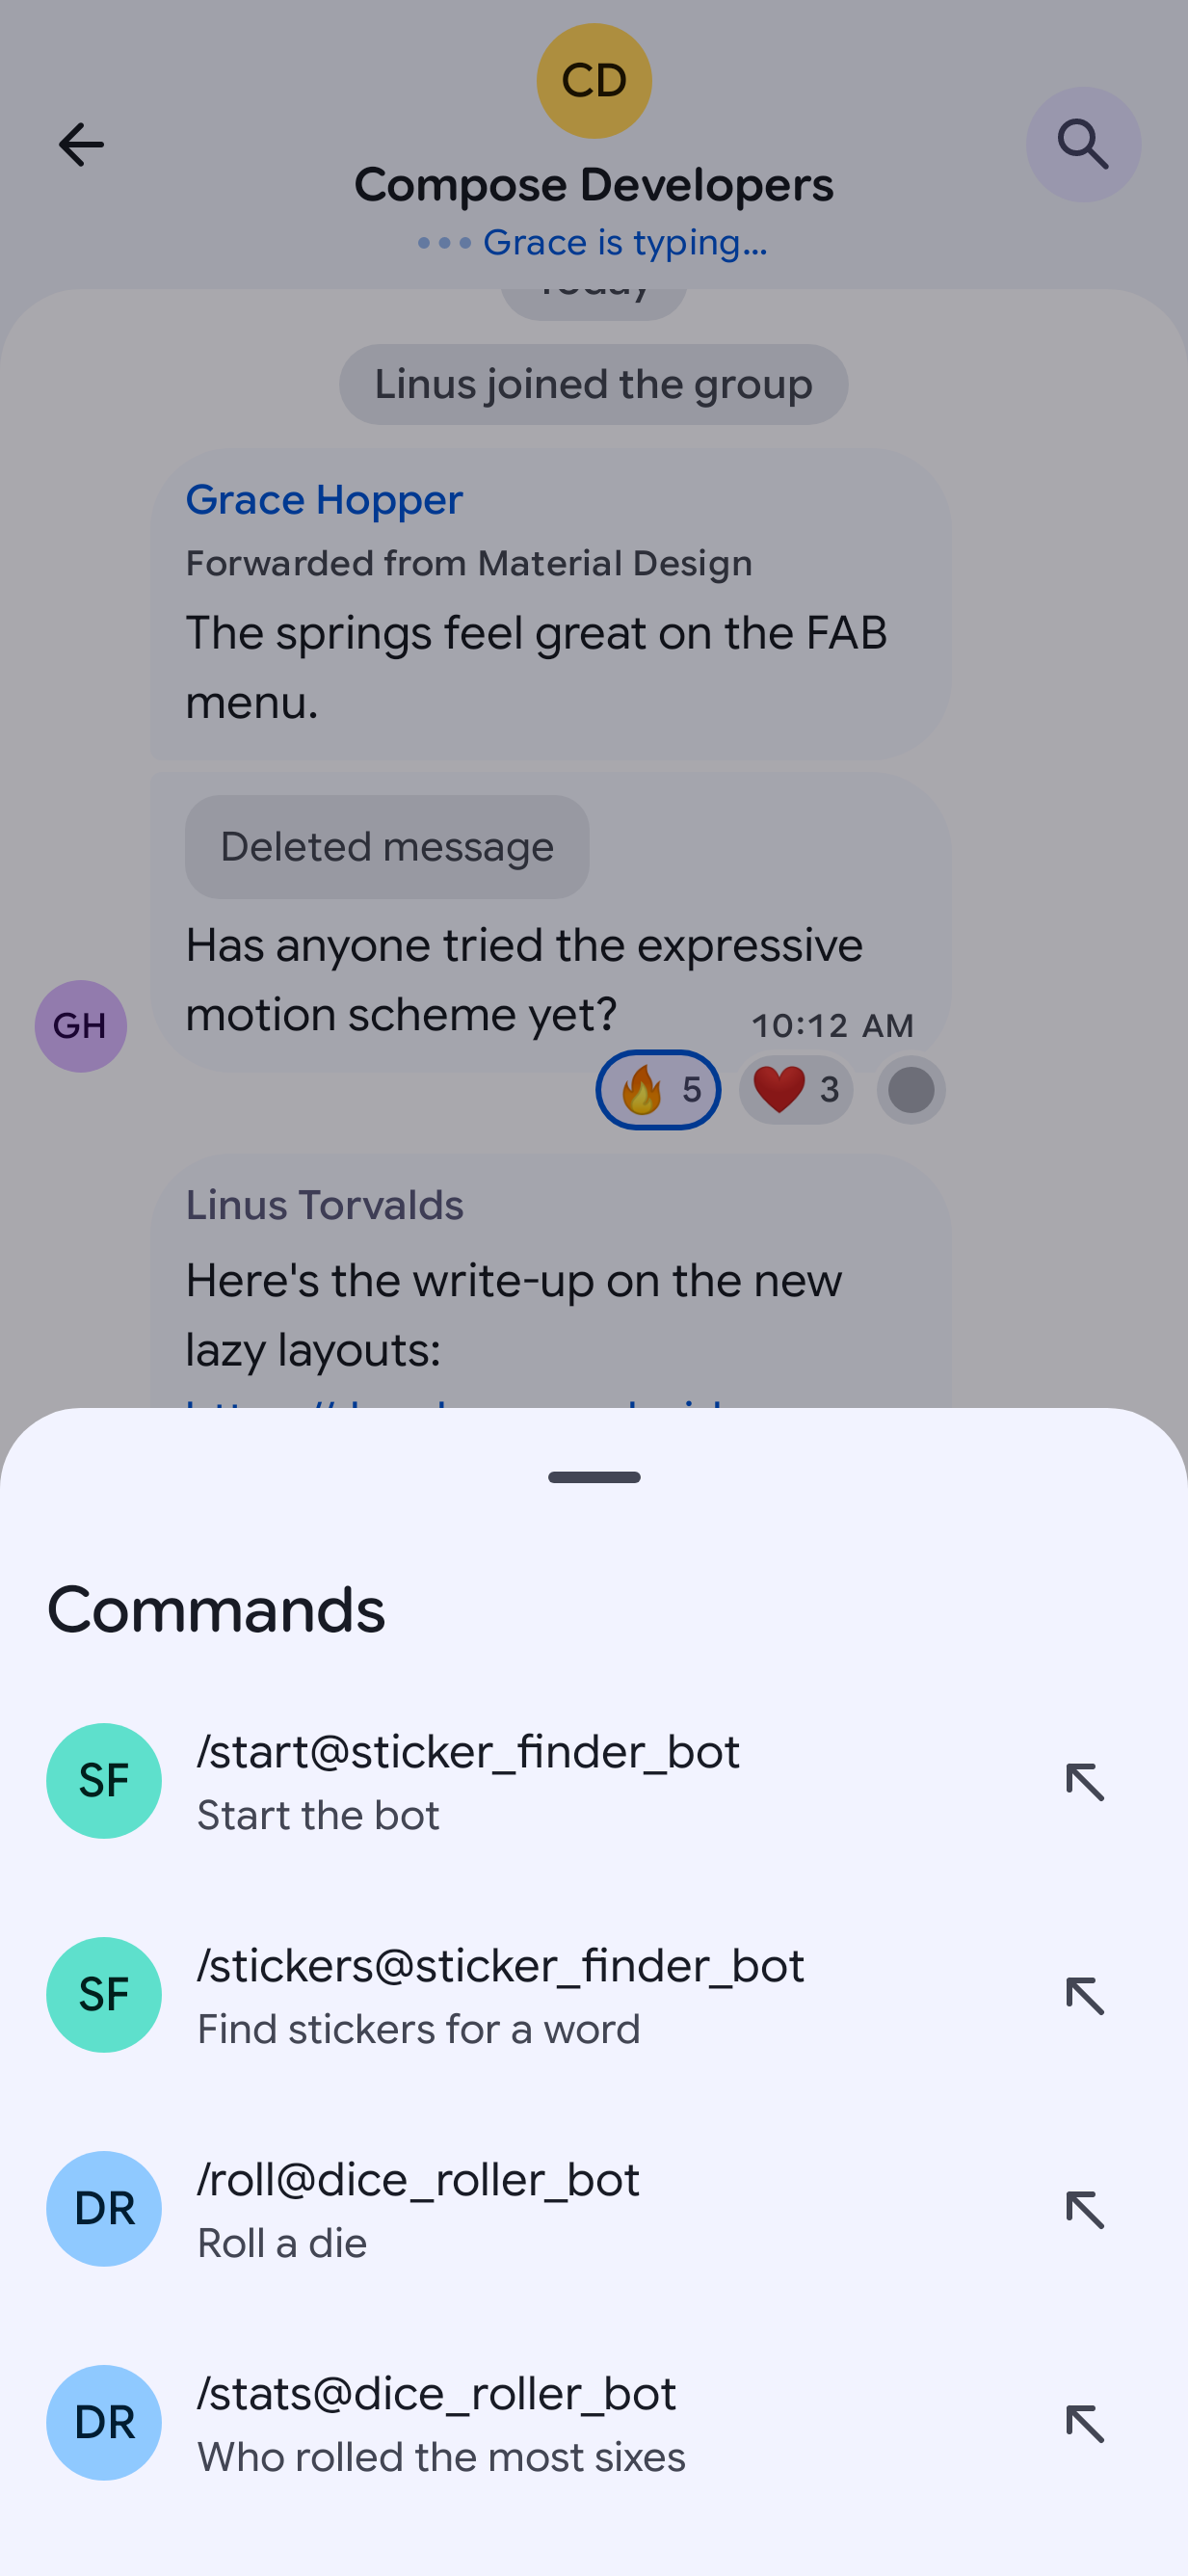 CD
Compose Developers
Grace is typing...
Today
Linus joined the group
Grace Hopper
Forwarded from Material Design
The springs feel great on the FAB
menu.
Deleted message
Has anyone tried the expressive
motion scheme yet?
10:12 AM
GH
🔥 5
❤️ 3
Linus Torvalds
Here's the write-up on the new
lazy layouts:
Commands
SF
/start@sticker_finder_bot
Start the bot
SF
/stickers@sticker_finder_bot
Find stickers for a word
DR
/roll@dice_roller_bot
Roll a die
DR
/stats@dice_roller_bot
Who rolled the most sixes